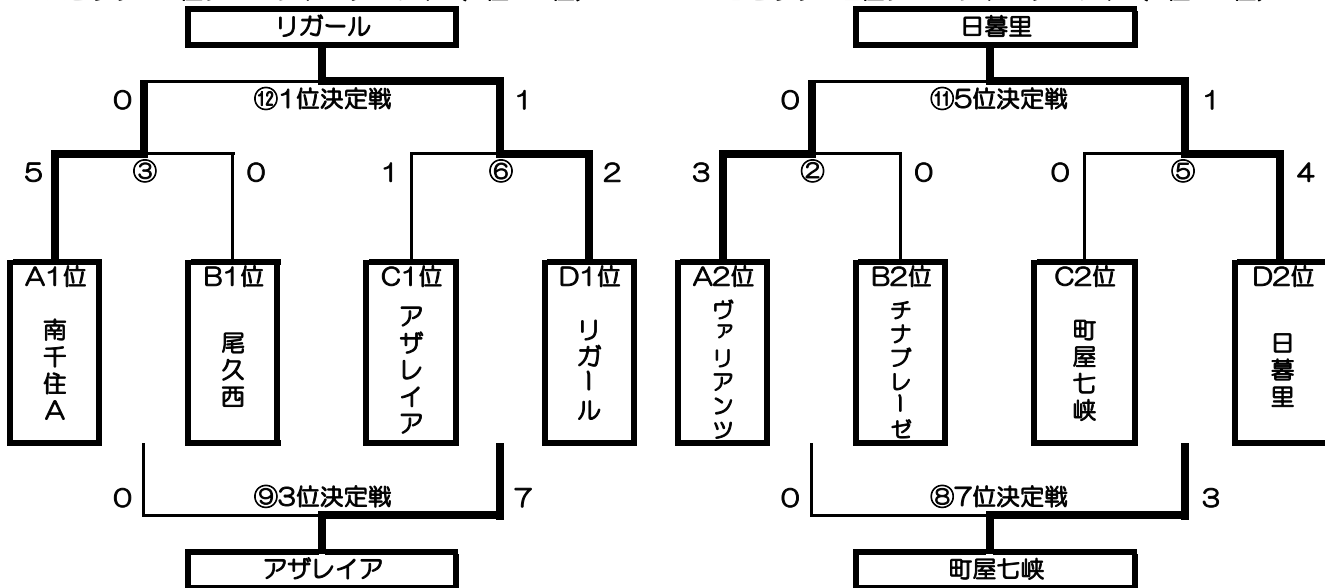 リガール
日暮里
0
⑫1位決定戦
1
0
⑪5位決定戦
1
5
③
0
1
⑥
2
3
②
0
0
⑤
4
A1位
南千住A
B1位
尾久西
C1位
アザレイア
D1位
リガール
A2位
ヴァリアンツ
B2位
チナブレーゼ
C2位
町屋七峡
D2位
日暮里
0
⑨3位決定戦
7
0
⑧7位決定戦
3
アザレイア
町屋七峡